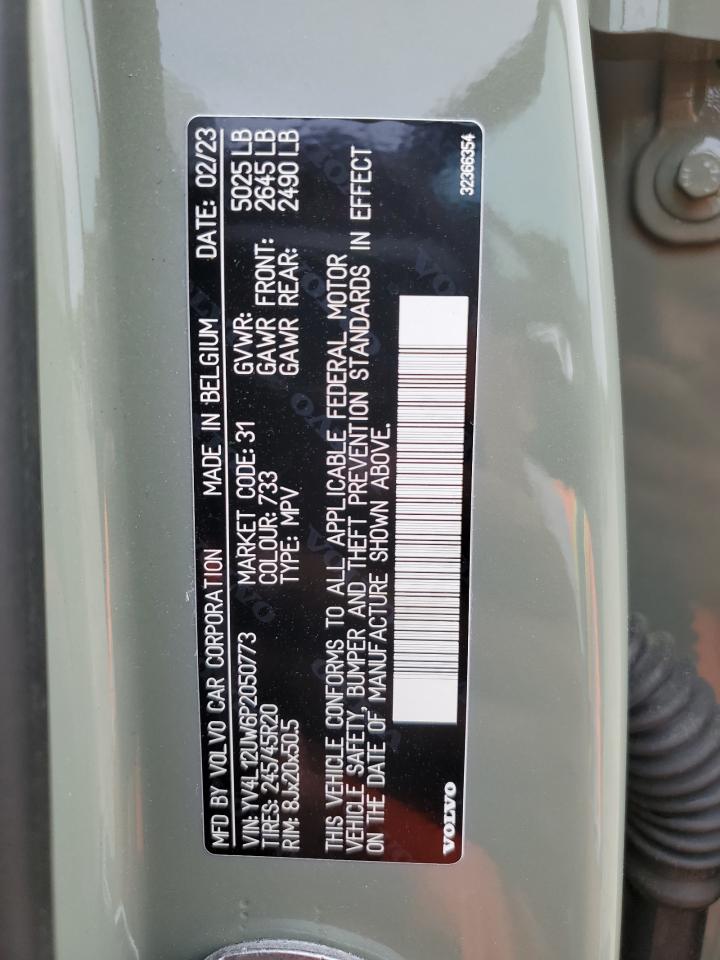 MFD BY VOLVO CAR CORPORATION MADE IN BELGIUM DATE: 02/23
VIN: YV4L12UW6P2050773 MARKET CODE: 31 GVWR: 5025 LB
TIRES: 245/45R20 COLOUR: 733 GAWR FRONT: 2645 LB
RIM: 8Jx20x50.5 TYPE: MPV GAWR REAR: 2490 LB
THIS VEHICLE CONFORMS TO ALL APPLICABLE FEDERAL MOTOR
VEHICLE SAFETY, BUMPER AND THEFT PREVENTION STANDARDS IN EFFECT
ON THE DATE OF MANUFACTURE SHOWN ABOVE.
VOLVO 32366354